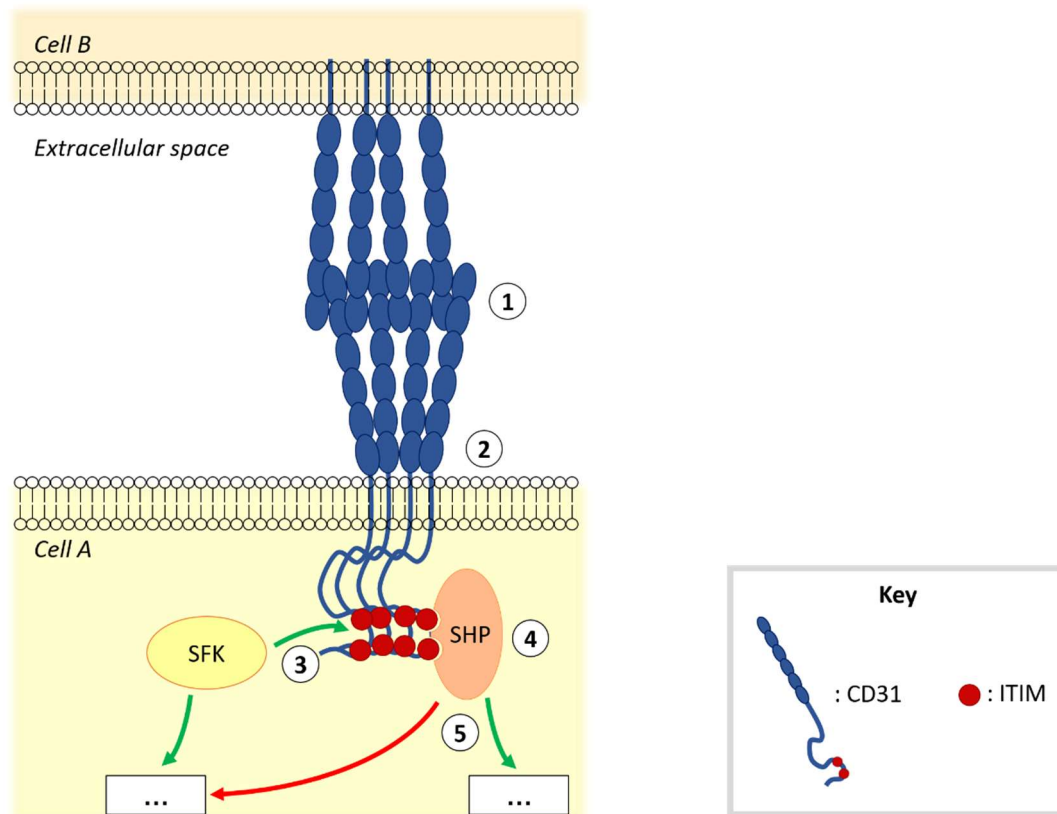 Cell B
Extracellular space
1
2
Cell A
SFK
3
SHP
4
5
...
...
Key
: CD31
: ITIM